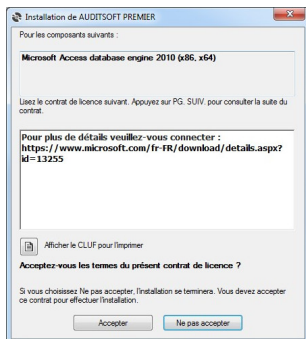 Installation de AUDITSOFT PREMIER
Pour les composants suivants :
Microsoft Access database engine 2010 (x86, x64)
Lisez le contrat de licence suivant. Appuyez sur PG. SUIV. pour consulter la suite du
contrat.
Pour plus de détails veuillez-vous connecter :
https://www.microsoft.com/fr-FR/download/details.aspx?
id=13255
Afficher le CLUF pour l'imprimer
Acceptez-vous les termes du présent contrat de licence ?
Si vous choisissez Ne pas accepter, l'installation se terminera. Vous devez accepter
ce contrat pour effectuer l'installation.
Accepter
Ne pas accepter